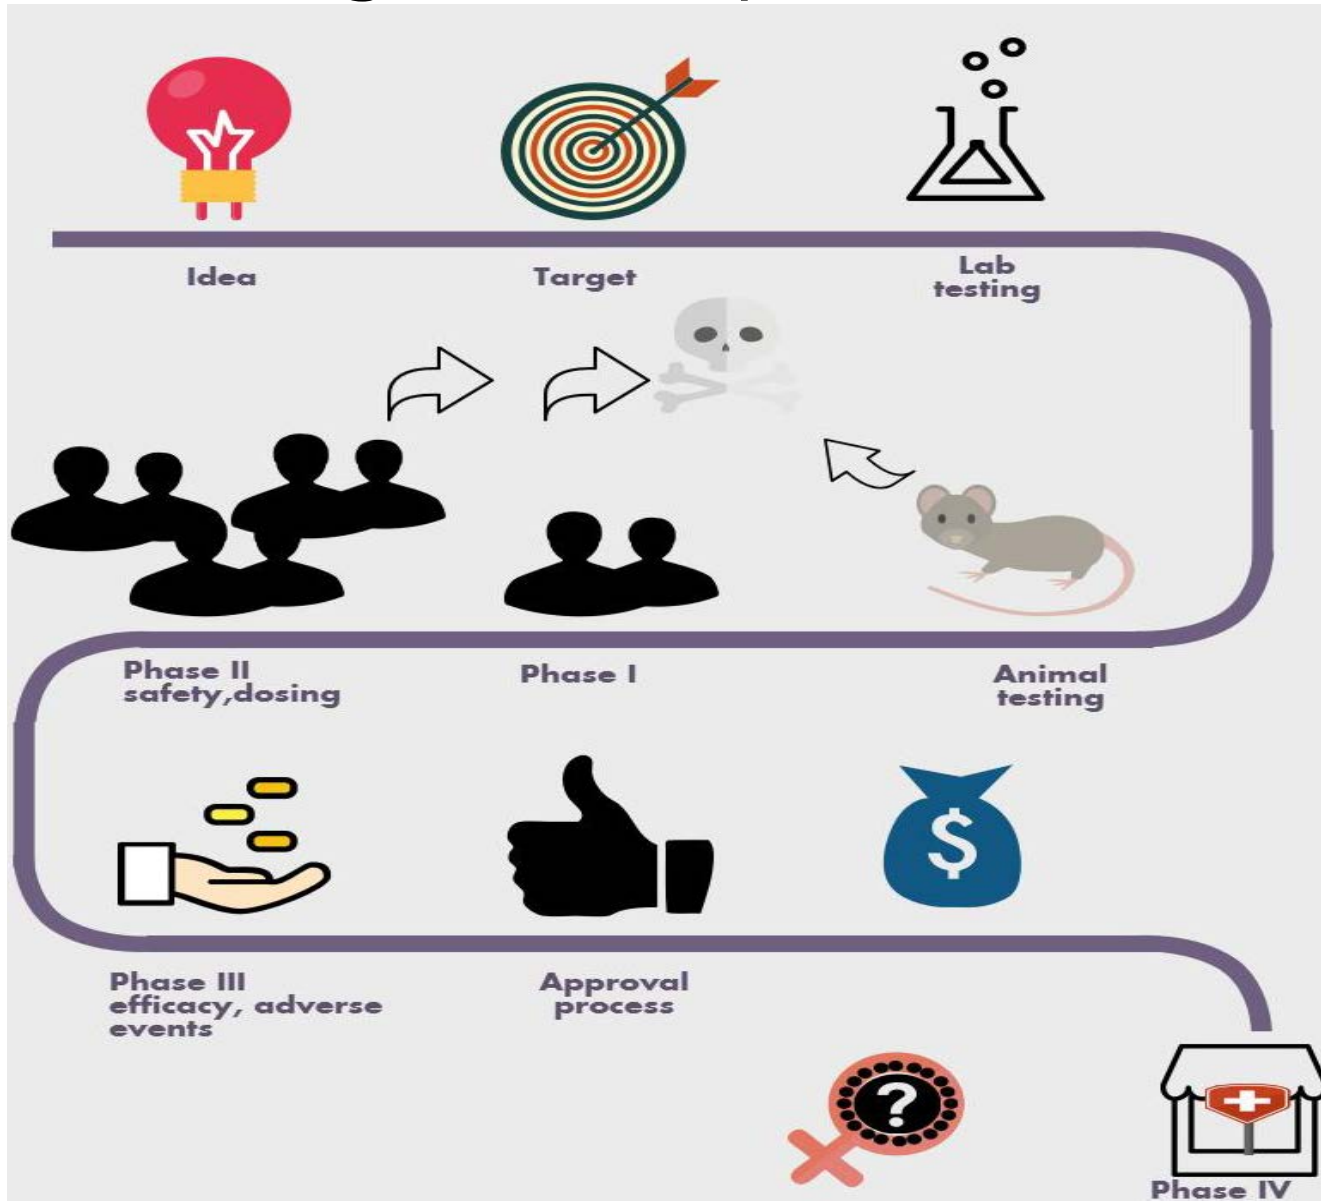 Idea
Target
Lab
testing
Phase II
safety,dosing
Phase I
Animal
testing
$
Phase III
efficacy, adverse
events
Approval
process
?
Phase IV